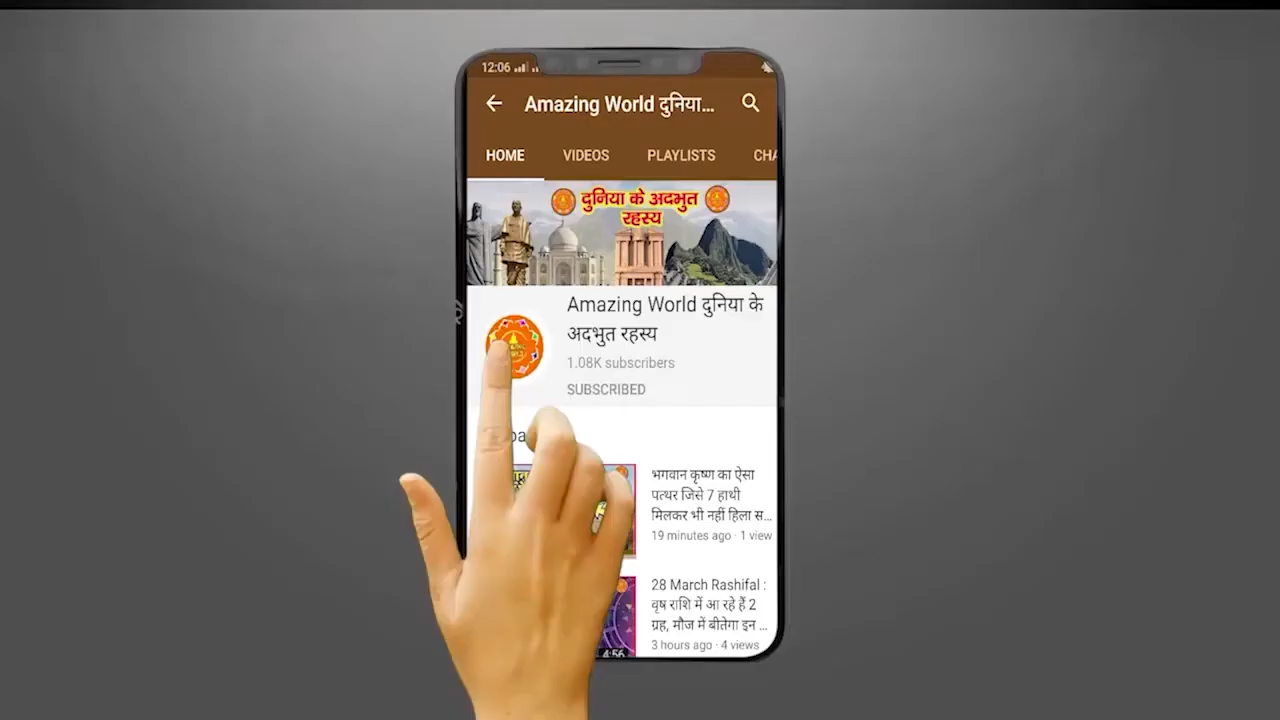 12:06
Amazing World दुनिया...
HOME VIDEOS PLAYLISTS CHA
दुनिया के अदभुत
रहस्य
Amazing World दुनिया के
अदभुत रहस्य
1.08K subscribers
SUBSCRIBED
भगवान कृष्ण का ऐसा
पत्थर जिसे 7 हाथी
मिलकर भी नहीं हिला स...
19 minutes ago · 1 view
28 March Rashifal :
वृष राशि में आ रहे हैं 2
ग्रह, मौज में बीतेगा इन ...
3 hours ago · 4 views
4:56